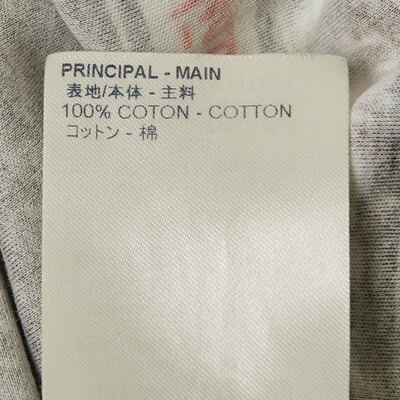 PRINCIPAL - MAIN
表地/本体 - 主料
100% COTON - COTTON
コットン - 棉